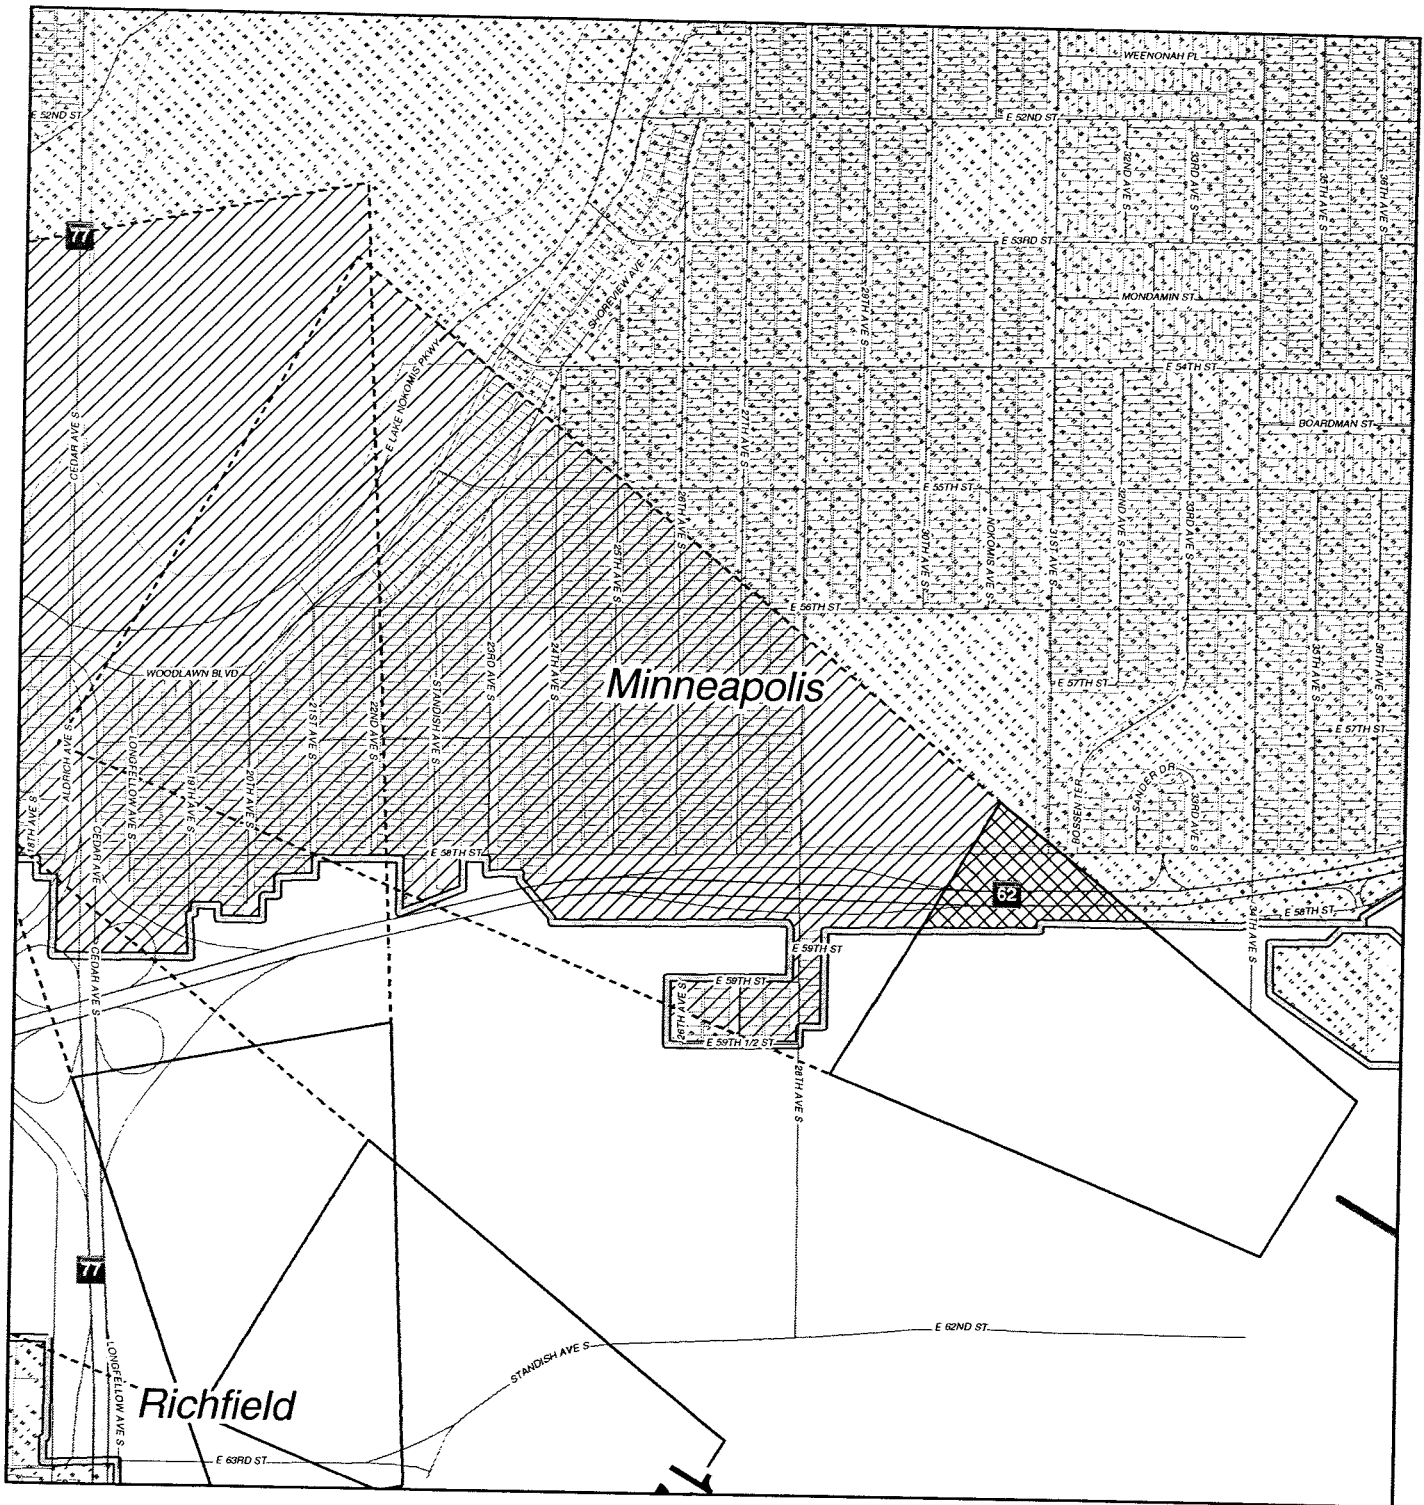 WEENONAH PL
E 52ND ST
E 52ND ST
32ND AVE S
33RD AVE S
35TH AVE S
36TH AVE S
77
E 53RD ST
SHOREVIEW AVE
29TH AVE S
MONDAMIN ST
E LAKE NOKOMIS PKWY
E 54TH ST
CEDAR AVE S
27TH AVE S
BOARDMAN ST
E 55TH ST
26TH AVE S
25TH AVE S
30TH AVE S
NOKOMIS AVE S
31ST AVE S
32ND AVE S
33RD AVE S
E 56TH ST
WOODLAWN BLVD
23RD AVE S
24TH AVE S
Minneapolis
35TH AVE S
36TH AVE S
E 57TH ST
21ST AVE S
22ND AVE S
STANDISH AVE S
E 57TH ST
ALDRICH AVE S
LONGFELLOW AVE S
19TH AVE S
20TH AVE S
18TH AVE S
CEDAR AVE
BOSSEN TER
SANDER DR
33RD AVE S
E 58TH ST
62
E 58TH ST
34TH AVE S
S CEDAR AVE S
E 59TH ST
E 59TH ST
26TH AVE S
E 59TH 1/2 ST
28TH AVE S
77
E 62ND ST
STANDISH AVE S
LONGFELLOW AVE S
Richfield
E 63RD ST